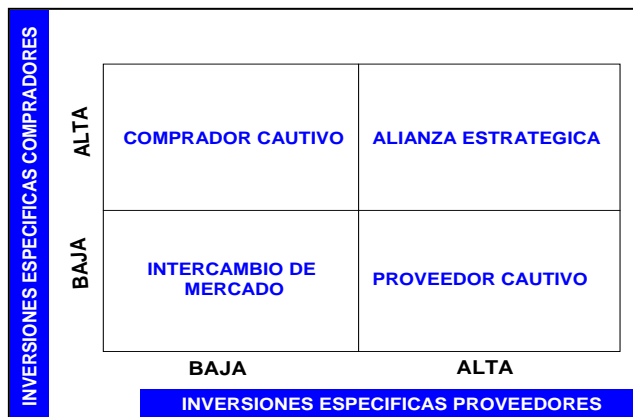 INVERSIONES ESPECIFICAS COMPRADORES
ALTA
COMPRADOR CAUTIVO
ALIANZA ESTRATEGICA
BAJA
INTERCAMBIO DE
MERCADO
PROVEEDOR CAUTIVO
BAJA
ALTA
INVERSIONES ESPECIFICAS PROVEEDORES